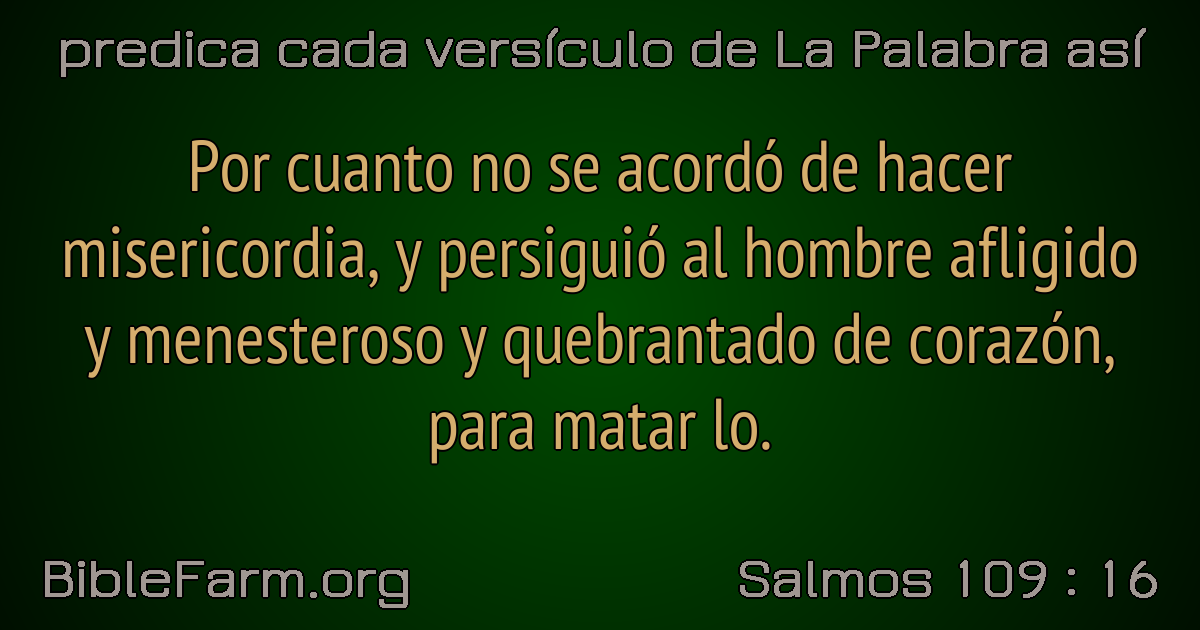 predica cada versículo de La Palabra así
Por cuanto no se acordó de hacer
misericordia, y persiguió al hombre afligido
y menesteroso y quebrantado de corazón,
para matar lo.
BibleFarm.org
Salmos 109 : 16